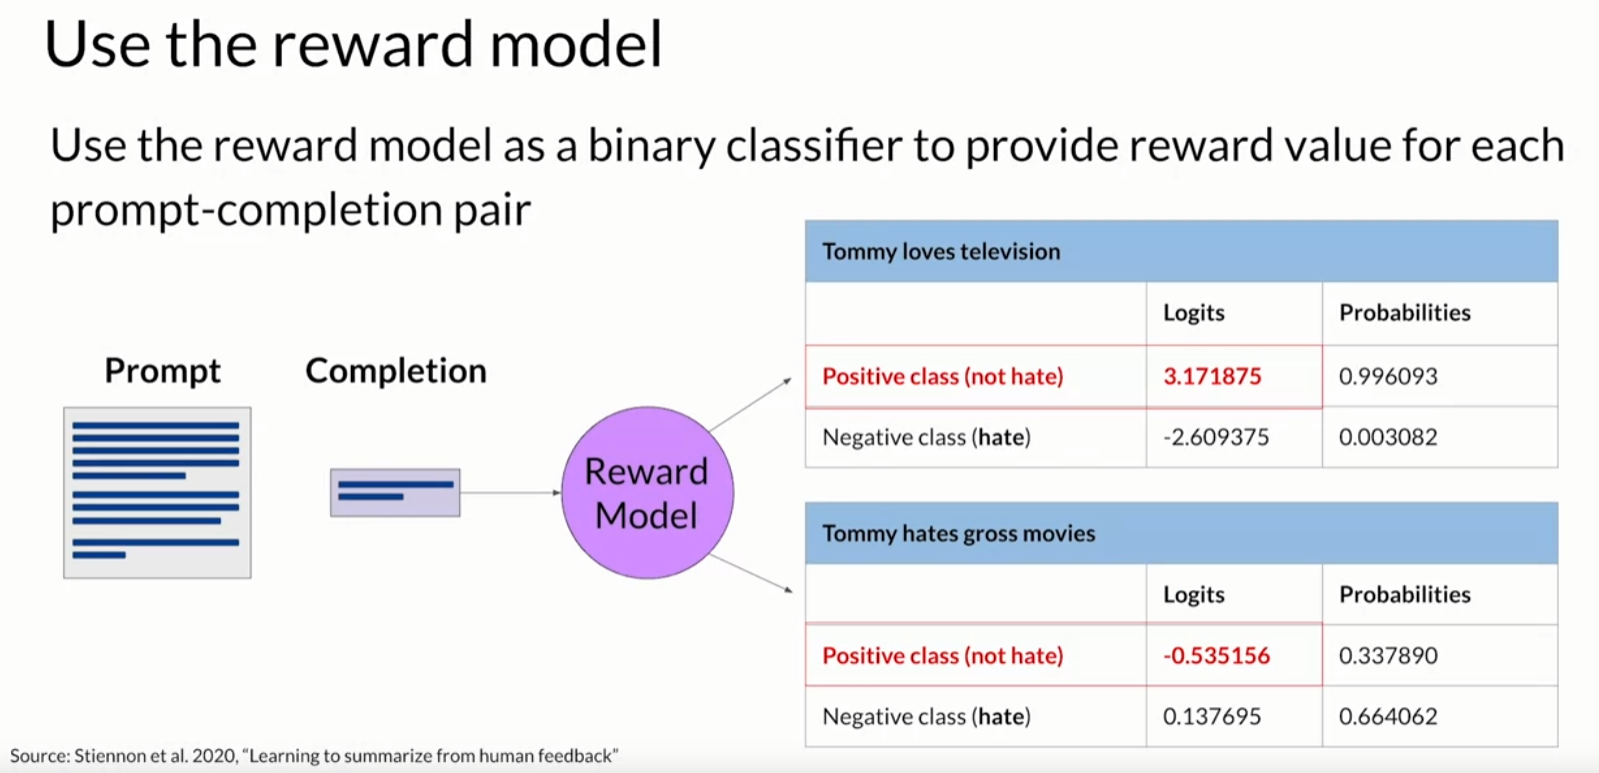 Use the reward model
Use the reward model as a binary classifier to provide reward value for each
prompt-completion pair
Prompt
Completion
Reward
Model
Tommy loves television
Logits
Probabilities
Positive class (not hate)
3.171875
0.996093
Negative class (hate)
-2.609375
0.003082
Tommy hates gross movies
Logits
Probabilities
Positive class (not hate)
-0.535156
0.337890
Negative class (hate)
0.137695
0.664062
Source: Stiennon et al. 2020, “Learning to summarize from human feedback”